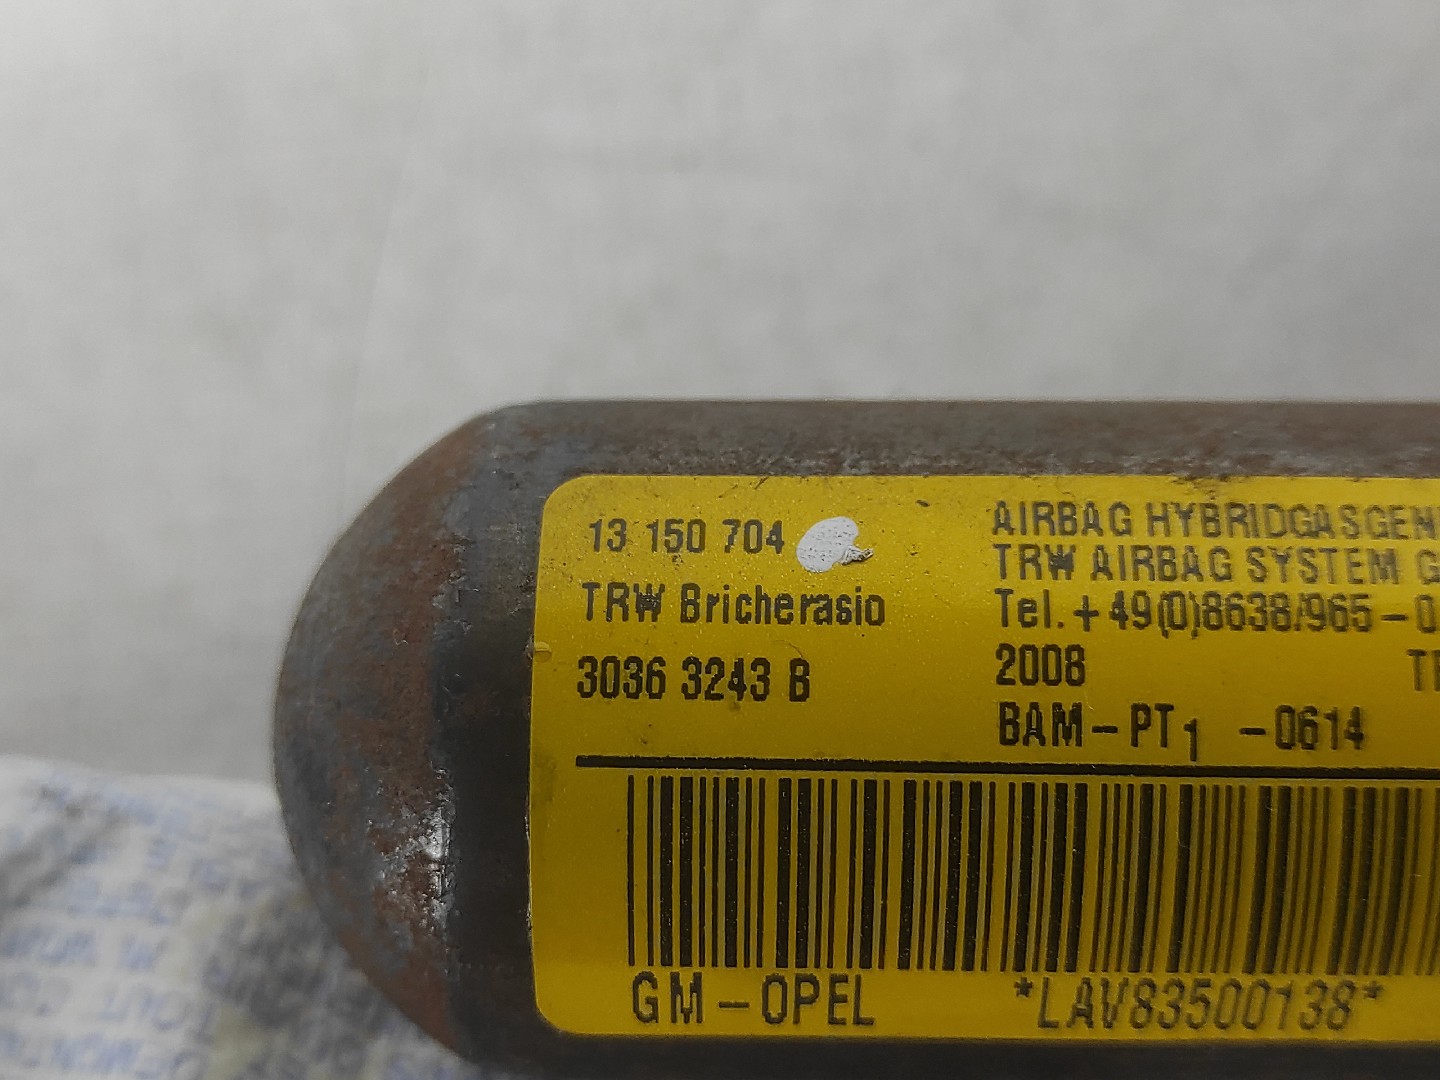 13 150 704
TRW Bricherasio
3036 3243 B
AIRBAG HYBRIDGASGEN
TRW AIRBAG SYSTEM G
Tel.+49(0)8638/965-0
2008
BAM-PT1 -0614
GM-OPEL
*LAV83500138*